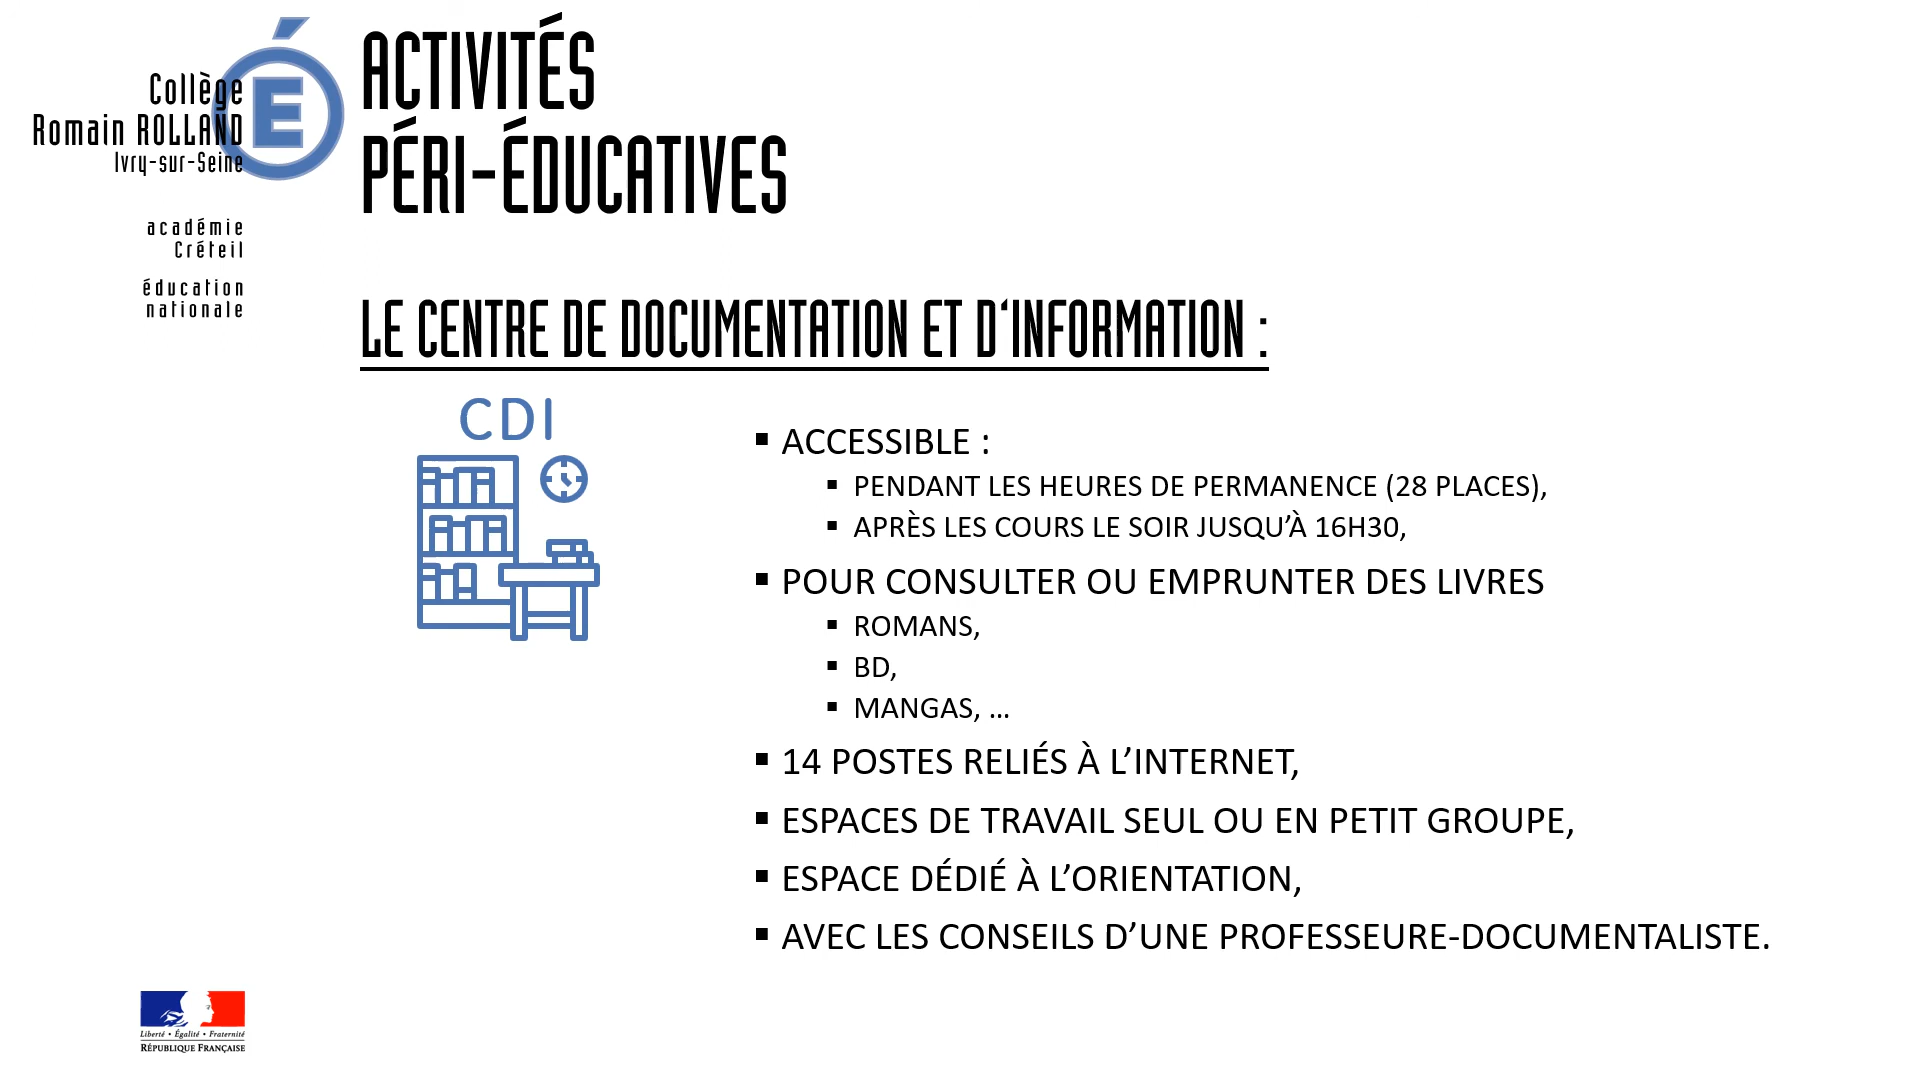 Collège
Romain ROLLAND
Ivry-sur-Seine
académie
Créteil
éducation
nationale
É
ACTIVITÉS
PÉRI-ÉDUCATIVES
LE CENTRE DE DOCUMENTATION ET D'INFORMATION :
CDI
▪ ACCESSIBLE :
▪ PENDANT LES HEURES DE PERMANENCE (28 PLACES),
▪ APRÈS LES COURS LE SOIR JUSQU’À 16H30,
▪ POUR CONSULTER OU EMPRUNTER DES LIVRES
▪ ROMANS,
▪ BD,
▪ MANGAS, …
▪ 14 POSTES RELIÉS À L’INTERNET,
▪ ESPACES DE TRAVAIL SEUL OU EN PETIT GROUPE,
▪ ESPACE DÉDIÉ À L’ORIENTATION,
▪ AVEC LES CONSEILS D’UNE PROFESSEURE-DOCUMENTALISTE.
Liberté • Égalité • Fraternité
RÉPUBLIQUE FRANÇAISE